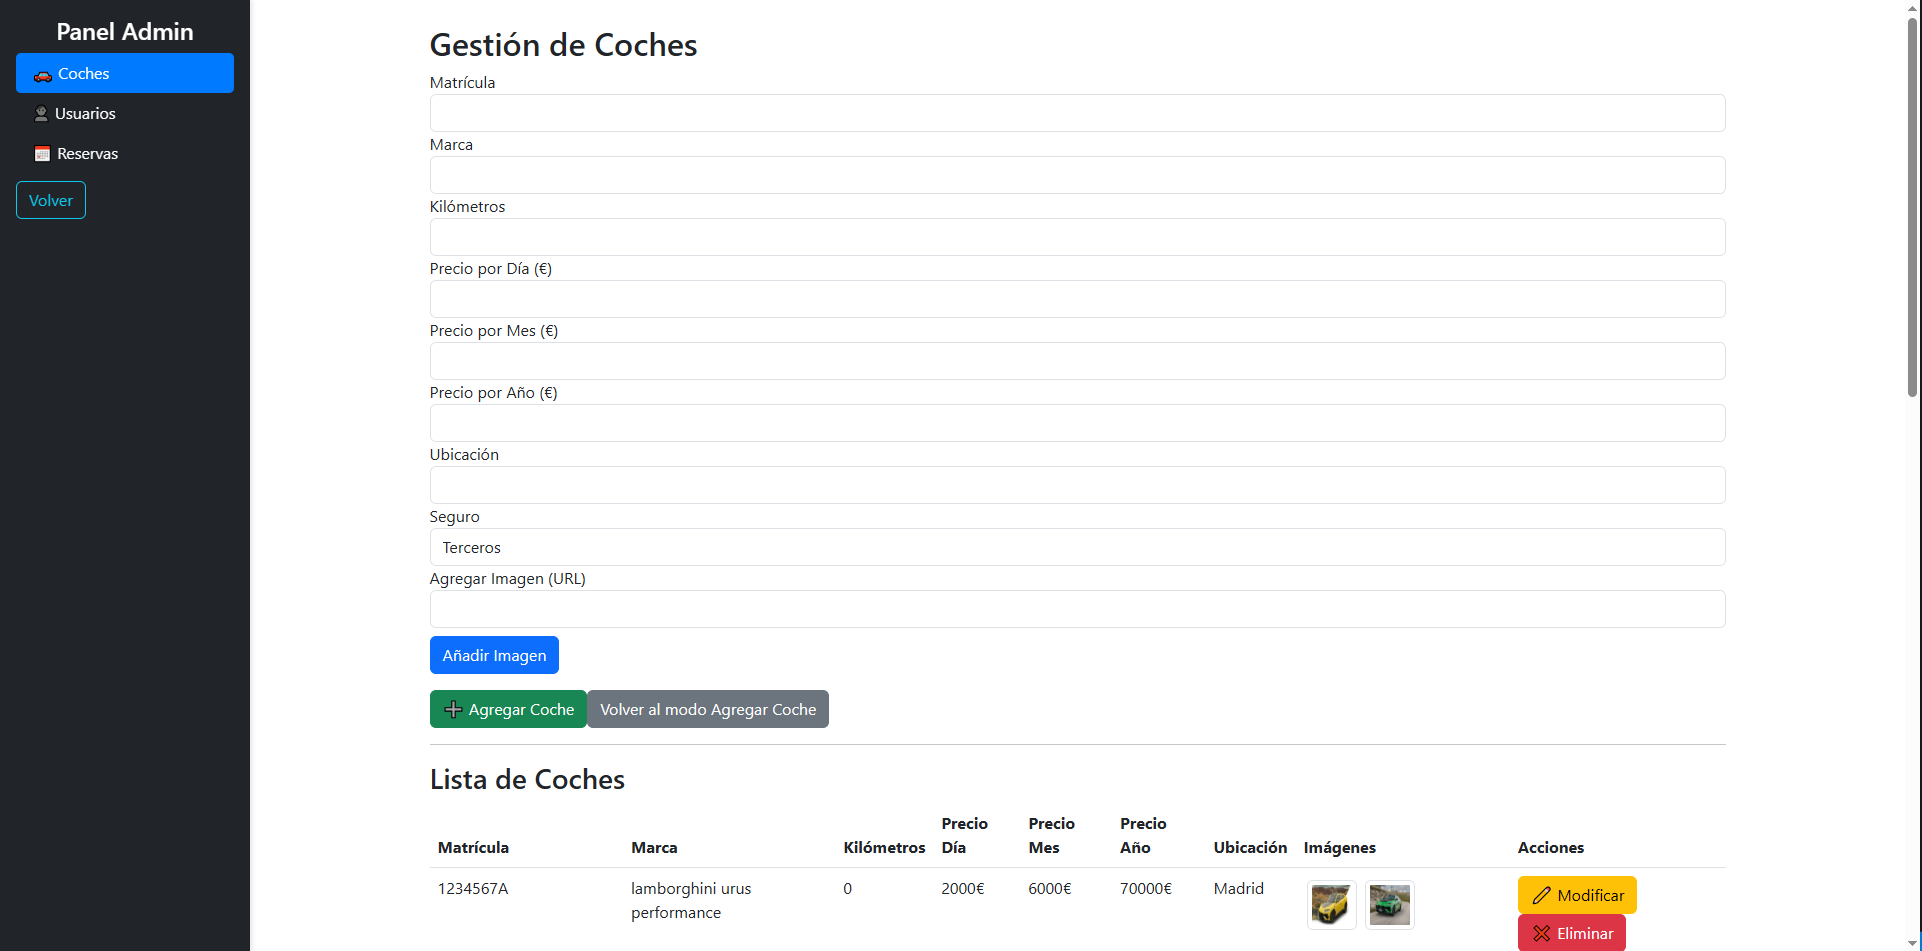 Panel Admin
Coches
Usuarios
Reservas
Volver
Gestión de Coches
Matrícula
Marca
Kilómetros
Precio por Día (€)
Precio por Mes (€)
Precio por Año (€)
Ubicación
Seguro
Terceros
Agregar Imagen (URL)
Añadir Imagen
Agregar Coche
Volver al modo Agregar Coche
Lista de Coches
Matrícula Marca Kilómetros Precio Día Precio Mes Precio Año Ubicación Imágenes Acciones
1234567A lamborghini urus performance 0 2000€ 6000€ 70000€ Madrid Modificar
Eliminar